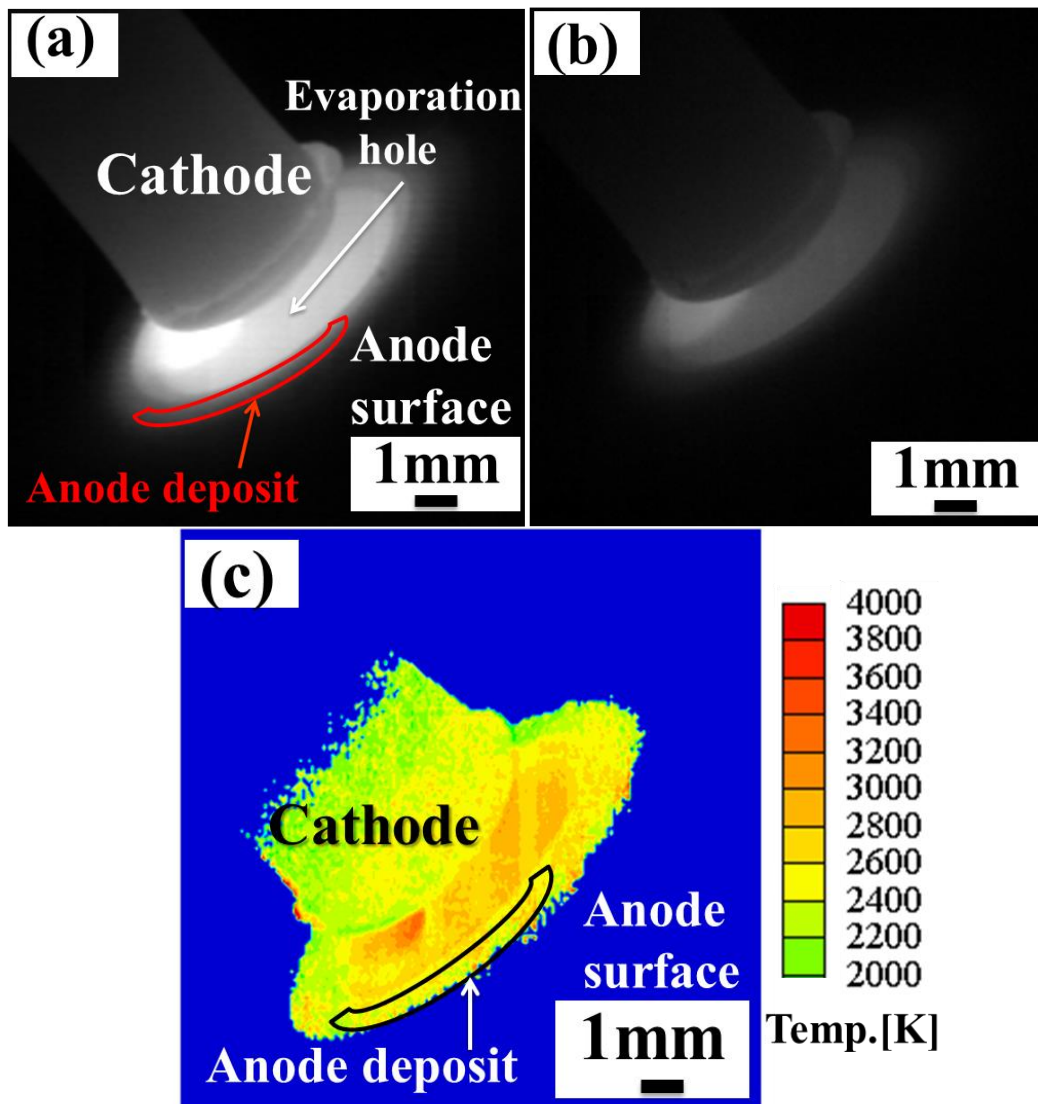 (a)
Evaporation
hole
Cathode
Anode
surface
1mm
Anode deposit
(b)
1mm
(c)
Cathode
Anode
surface
1mm
Anode deposit
4000
3800
3600
3400
3200
3000
2800
2600
2400
2200
2000
Temp.[K]